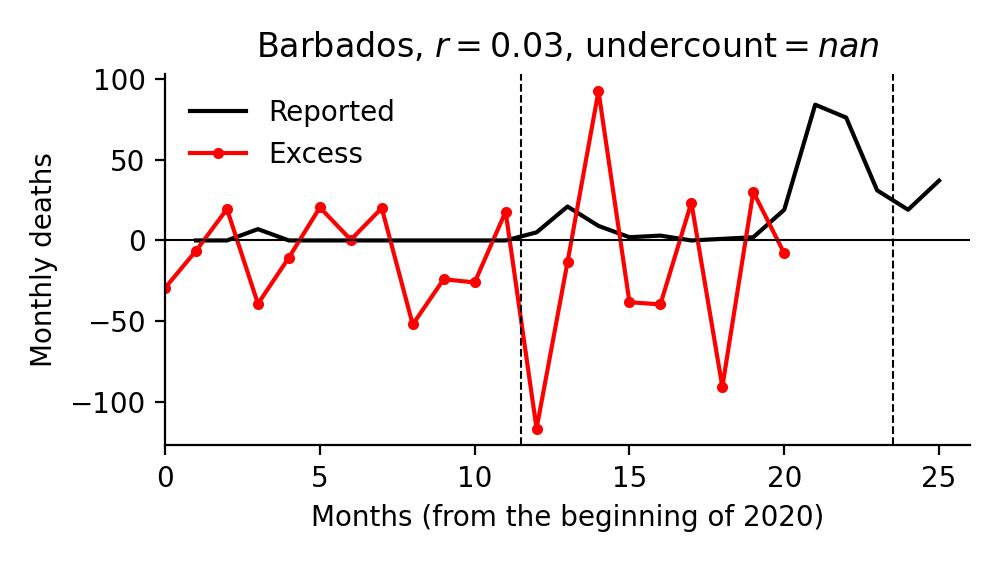 Barbados, r = 0.03, undercount = nan
Monthly deaths
100
50
0
−50
−100
Reported
Excess
0 5 10 15 20 25
Months (from the beginning of 2020)